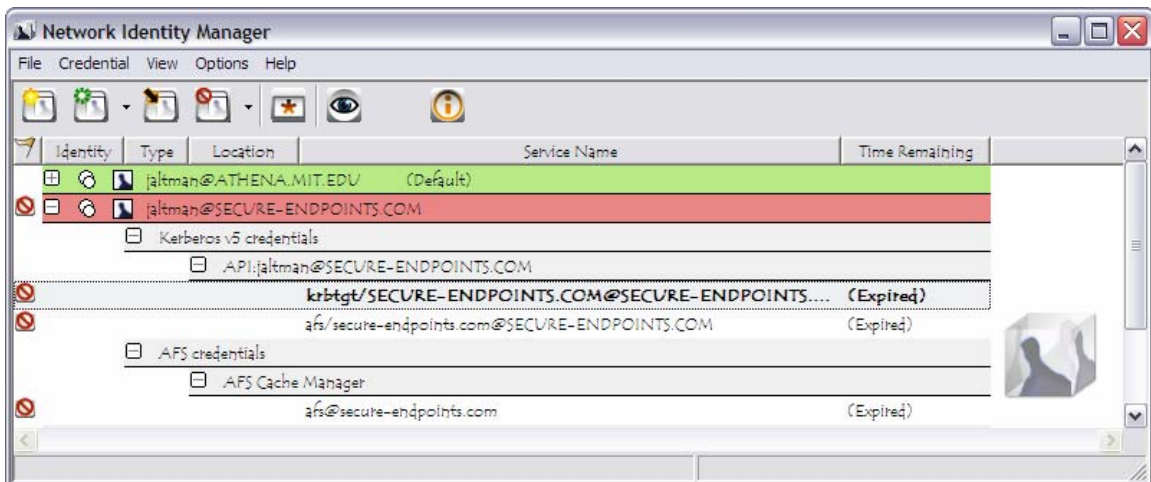 Network Identity Manager
File Credential View Options Help
Identity Type Location Service Name Time Remaining
jaltman@ATHENA.MIT.EDU (Default)
jaltman@SECURE-ENDPOINTS.COM
Kerberos v5 credentials
API:jaltman@SECURE-ENDPOINTS.COM
krbtgt/SECURE-ENDPOINTS.COM@SECURE-ENDPOINTS.... (Expired)
afs/secure-endpoints.com@SECURE-ENDPOINTS.COM (Expired)
AFS credentials
AFS Cache Manager
afs@secure-endpoints.com (Expired)